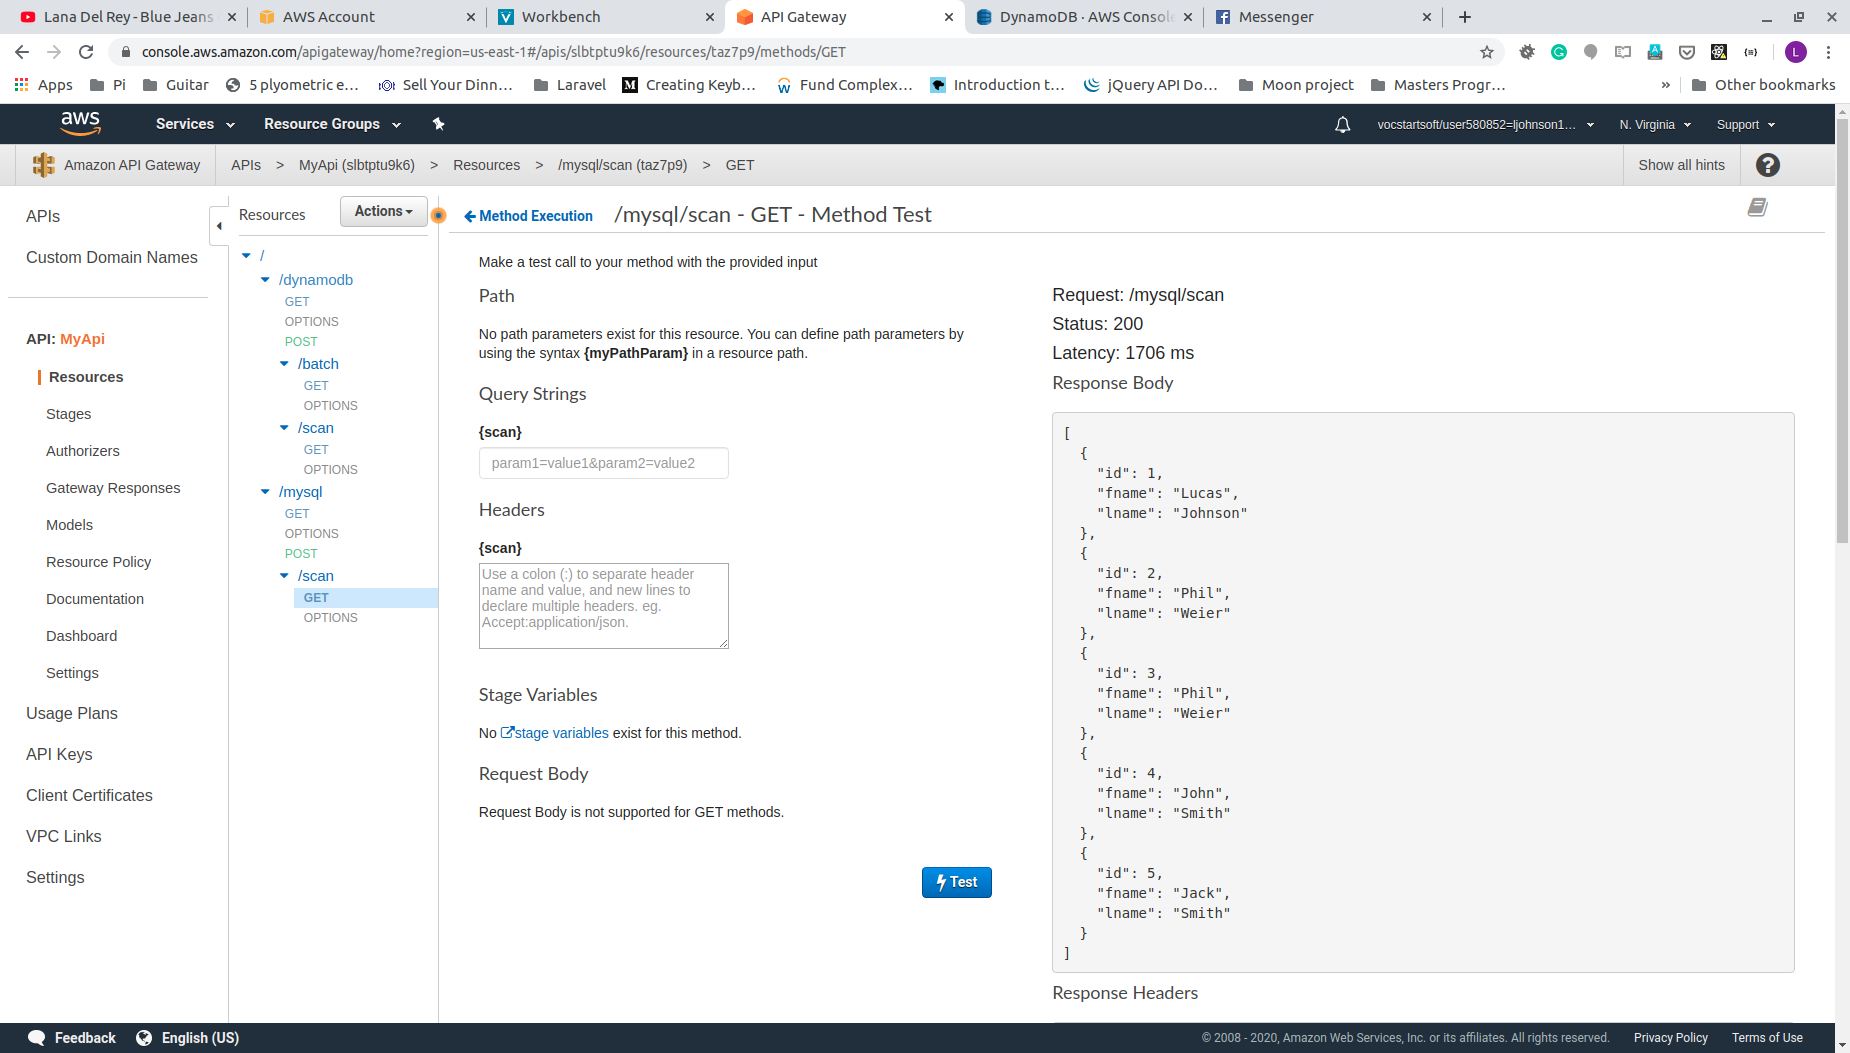 Lana Del Rey - Blue Jeans
AWS Account
Workbench
API Gateway
DynamoDB · AWS Consol
Messenger
console.aws.amazon.com/apigateway/home?region=us-east-1#/apis/slbtptu9k6/resources/taz7p9/methods/GET
L
Apps
Pi
Guitar
5 plyometric e…
Sell Your Dinn…
Laravel
Creating Keyb…
Fund Complex…
Introduction t…
jQuery API Do…
Moon project
Masters Progr…
»
Other bookmarks
aws
Services
Resource Groups
vocstartsoft/user580852=ljohnson1...
N. Virginia
Support
Amazon API Gateway
APIs > MyApi (slbtptu9k6) > Resources > /mysql/scan (taz7p9) > GET
Show all hints
?
APIs
Custom Domain Names
API: MyApi
Resources
Stages
Authorizers
Gateway Responses
Models
Resource Policy
Documentation
Dashboard
Settings
Usage Plans
API Keys
Client Certificates
VPC Links
Settings
Resources
Actions
/
/dynamodb
GET
OPTIONS
POST
/batch
GET
OPTIONS
/scan
GET
OPTIONS
/mysql
GET
OPTIONS
POST
/scan
GET
OPTIONS
Method Execution
/mysql/scan - GET - Method Test
Make a test call to your method with the provided input
Path
No path parameters exist for this resource. You can define path parameters by
using the syntax {myPathParam} in a resource path.
Query Strings
{scan}
param1=value1&param2=value2
Headers
{scan}
Use a colon (:) to separate header
name and value, and new lines to
declare multiple headers. eg.
Accept:application/json.
Stage Variables
No stage variables exist for this method.
Request Body
Request Body is not supported for GET methods.
Test
Request: /mysql/scan
Status: 200
Latency: 1706 ms
Response Body
[
{
"id": 1,
"fname": "Lucas",
"lname": "Johnson"
},
{
"id": 2,
"fname": "Phil",
"lname": "Weier"
},
{
"id": 3,
"fname": "Phil",
"lname": "Weier"
},
{
"id": 4,
"fname": "John",
"lname": "Smith"
},
{
"id": 5,
"fname": "Jack",
"lname": "Smith"
}
]
Response Headers
Feedback
English (US)
© 2008 - 2020, Amazon Web Services, Inc. or its affiliates. All rights reserved.
Privacy Policy
Terms of Use